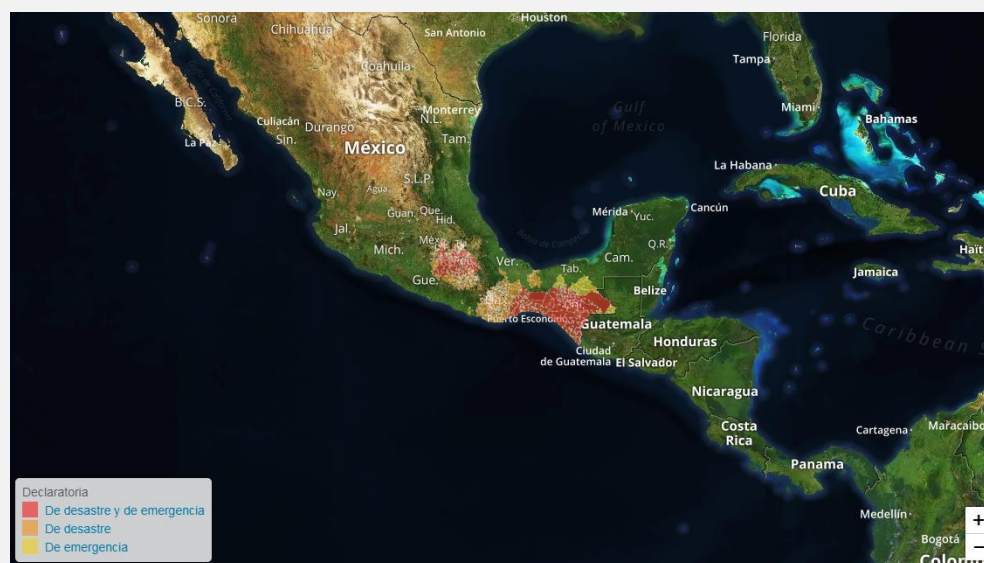 Sonora
Chihuahua
San Antonio
Houston
Florida
Coahuila
Tampa
B.C.S.
Monterrey
N.L.
Gulf
of Mexico
Miami
Bahamas
Culiacán
Sin.
Durango
Tam.
La Paz
México
La Habana
S.L.P.
Cuba
Nay.
Agua.
Guan.
Que.
Hid.
Mérida
Yuc.
Cancún
Jal.
Mich.
Méx.
Bahía de Campeche
Q.R.
Ver.
Tab.
Cam.
Gue.
Jamaica
Belize
Puerto Escondido
Guatemala
Ciudad
de Guatemala
Honduras
El Salvador
Caribbean
Nicaragua
Costa
Rica
Cartagena
Maracaibo
Panama
Medellín
Bogotá
Declaratoria
De desastre y de emergencia
De desastre
De emergencia
+
−